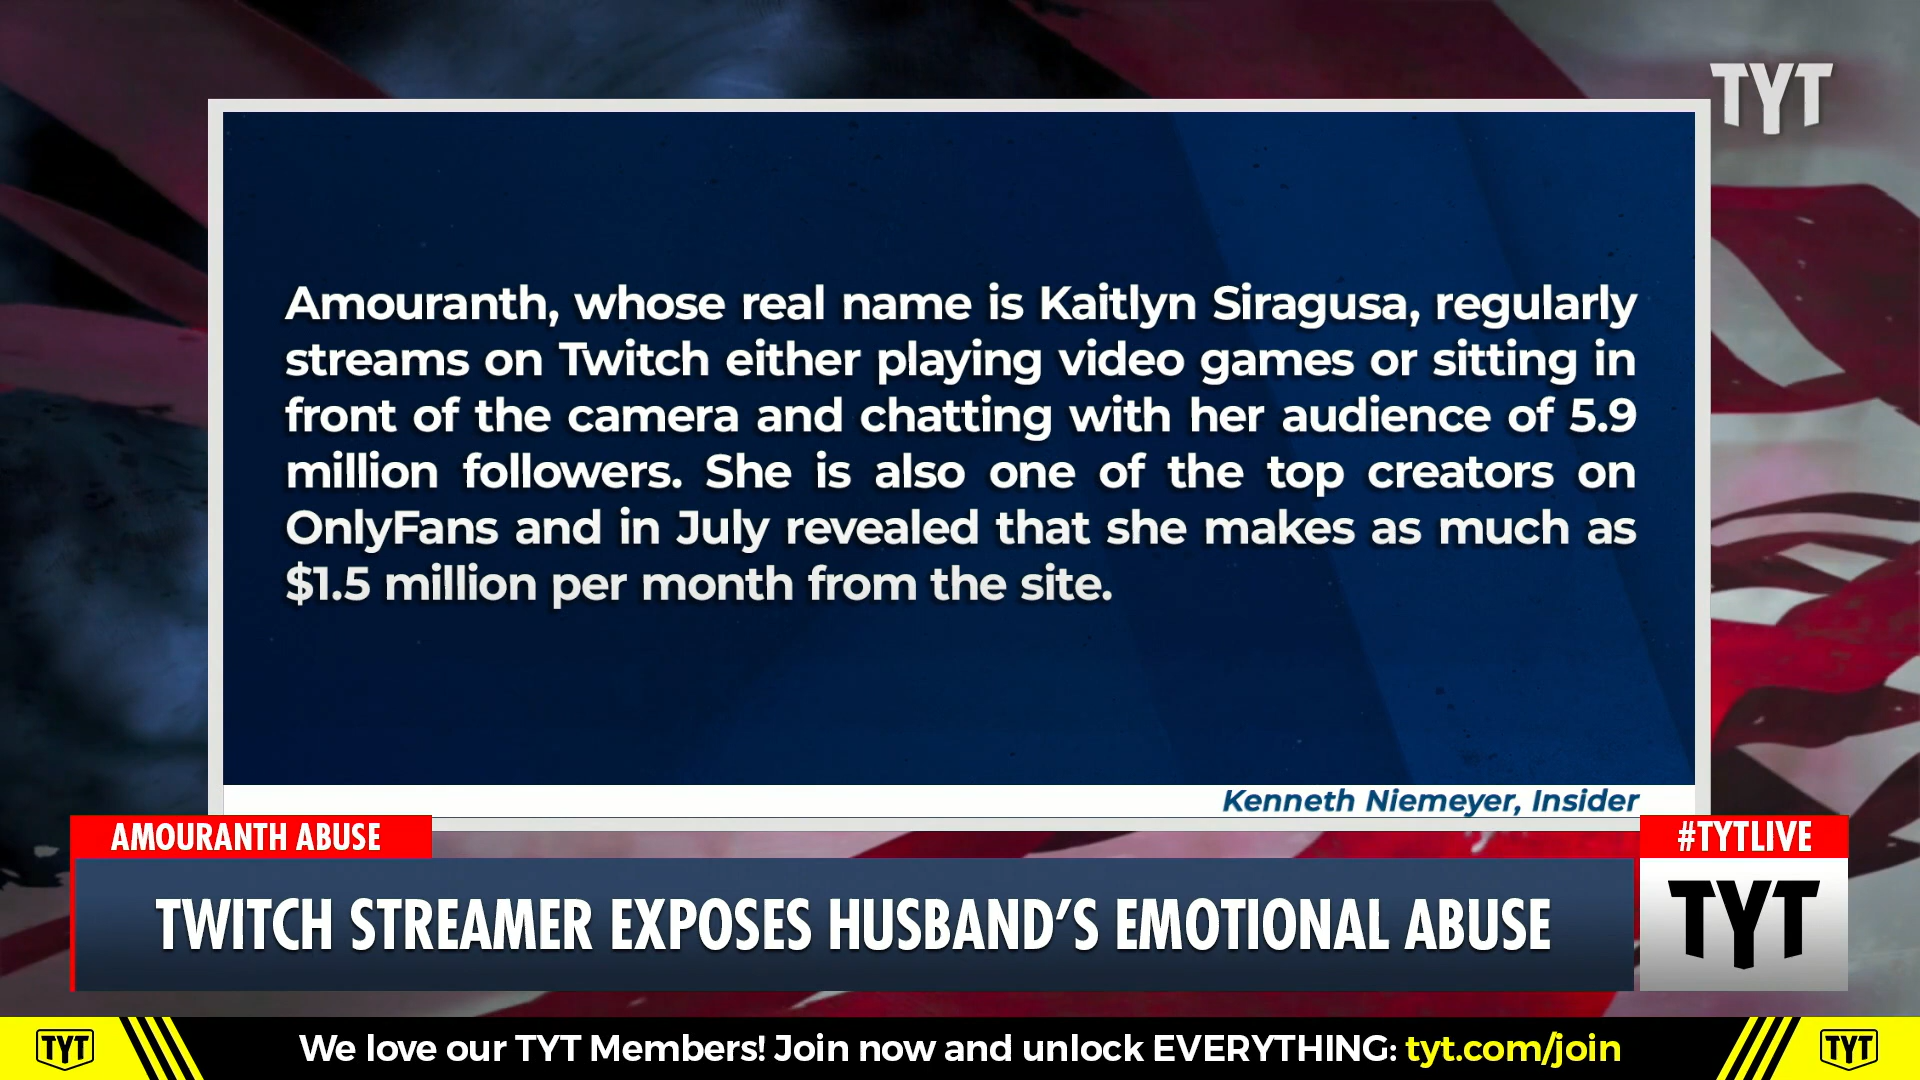 TYT
Amouranth, whose real name is Kaitlyn Siragusa, regularly
streams on Twitch either playing video games or sitting in
front of the camera and chatting with her audience of 5.9
million followers. She is also one of the top creators on
OnlyFans and in July revealed that she makes as much as
$1.5 million per month from the site.
Kenneth Niemeyer, Insider
AMOURANTH ABUSE
#TYTLIVE
TWITCH STREAMER EXPOSES HUSBAND'S EMOTIONAL ABUSE
TYT
TYT
We love our TYT Members! Join now and unlock EVERYTHING: tyt.com/join
TYT